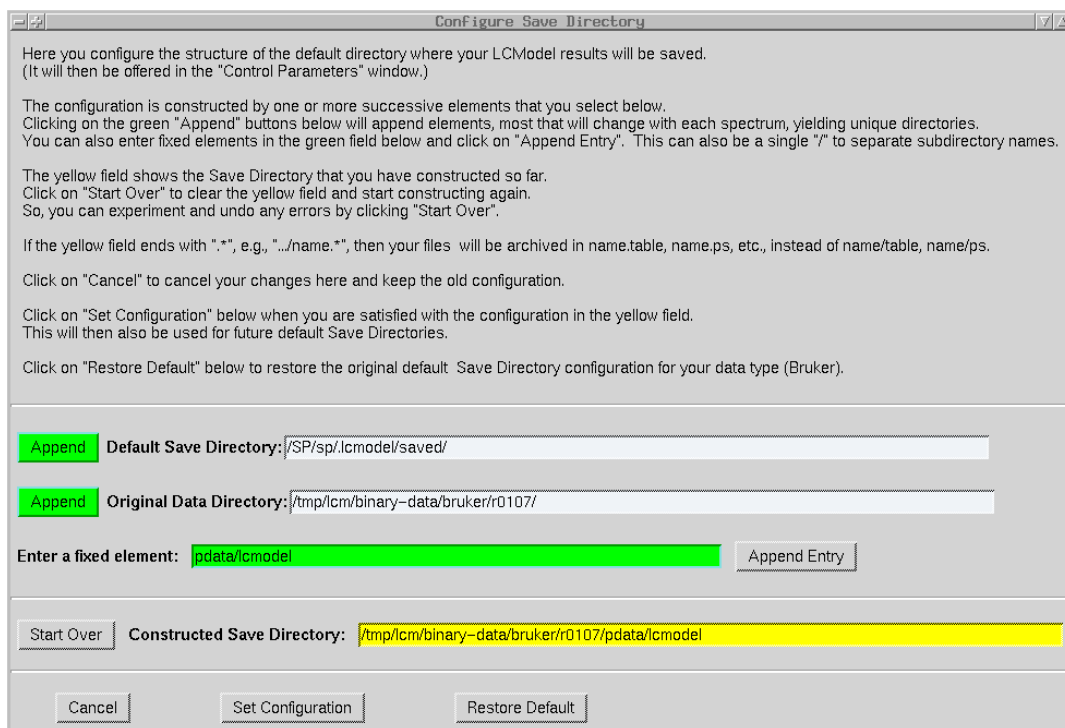 Configure Save Directory
Here you configure the structure of the default directory where your LCModel results will be saved.
(It will then be offered in the "Control Parameters" window.)
The configuration is constructed by one or more successive elements that you select below.
Clicking on the green "Append" buttons below will append elements, most that will change with each spectrum, yielding unique directories.
You can also enter fixed elements in the green field below and click on "Append Entry".  This can also be a single "/" to separate subdirectory names.
The yellow field shows the Save Directory that you have constructed so far.
Click on "Start Over" to clear the yellow field and start constructing again.
So, you can experiment and undo any errors by clicking "Start Over".
If the yellow field ends with ".*", e.g., ".../name.*", then your files  will be archived in name.table, name.ps, etc., instead of name/table, name/ps.
Click on "Cancel" to cancel your changes here and keep the old configuration.
Click on "Set Configuration" below when you are satisfied with the configuration in the yellow field.
This will then also be used for future default Save Directories.
Click on "Restore Default" below to restore the original default  Save Directory configuration for your data type (Bruker).
Append Default Save Directory: /SP/sp/.lcmodel/saved/
Append Original Data Directory: /tmp/lcm/binary-data/bruker/r0107/
Enter a fixed element: pdata/lcmodel Append Entry
Start Over Constructed Save Directory: /tmp/lcm/binary-data/bruker/r0107/pdata/lcmodel
Cancel Set Configuration Restore Default